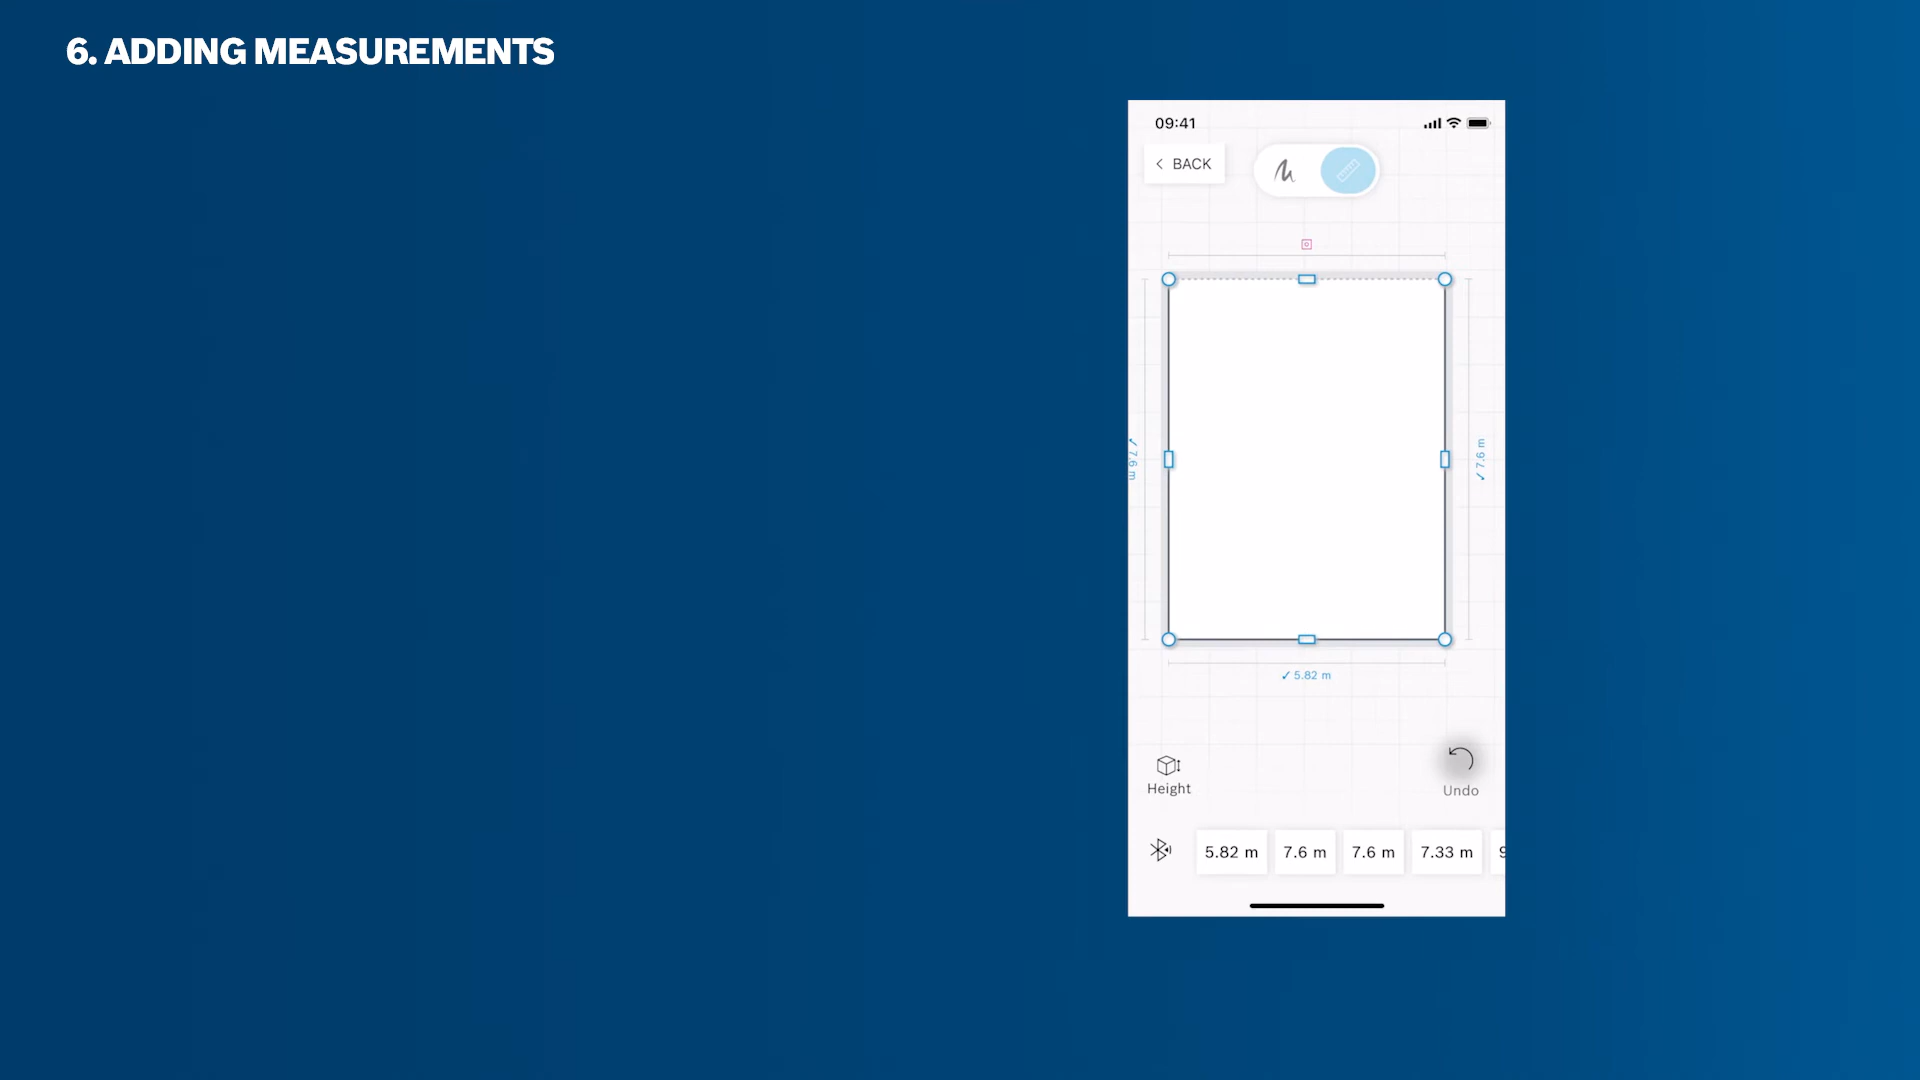 6. ADDING MEASUREMENTS
09:41
BACK
✓ 7.6 m
✓ 7.6 m
✓ 5.82 m
Height
Undo
5.82 m 7.6 m 7.6 m 7.33 m